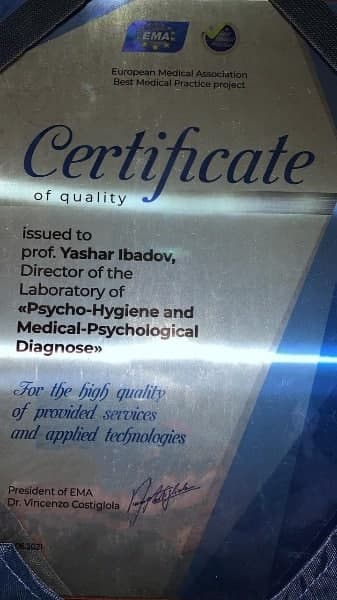 EMA
European Medical Association
Best Medical Practice project
Certificate
of quality
issued to
prof. Yashar Ibadov,
Director of the
Laboratory of
«Psycho-Hygiene and
Medical-Psychological
Diagnose»
For the high quality
of provided services
and applied technologies
President of EMA
Dr. Vincenzo Costigliola
06.2021